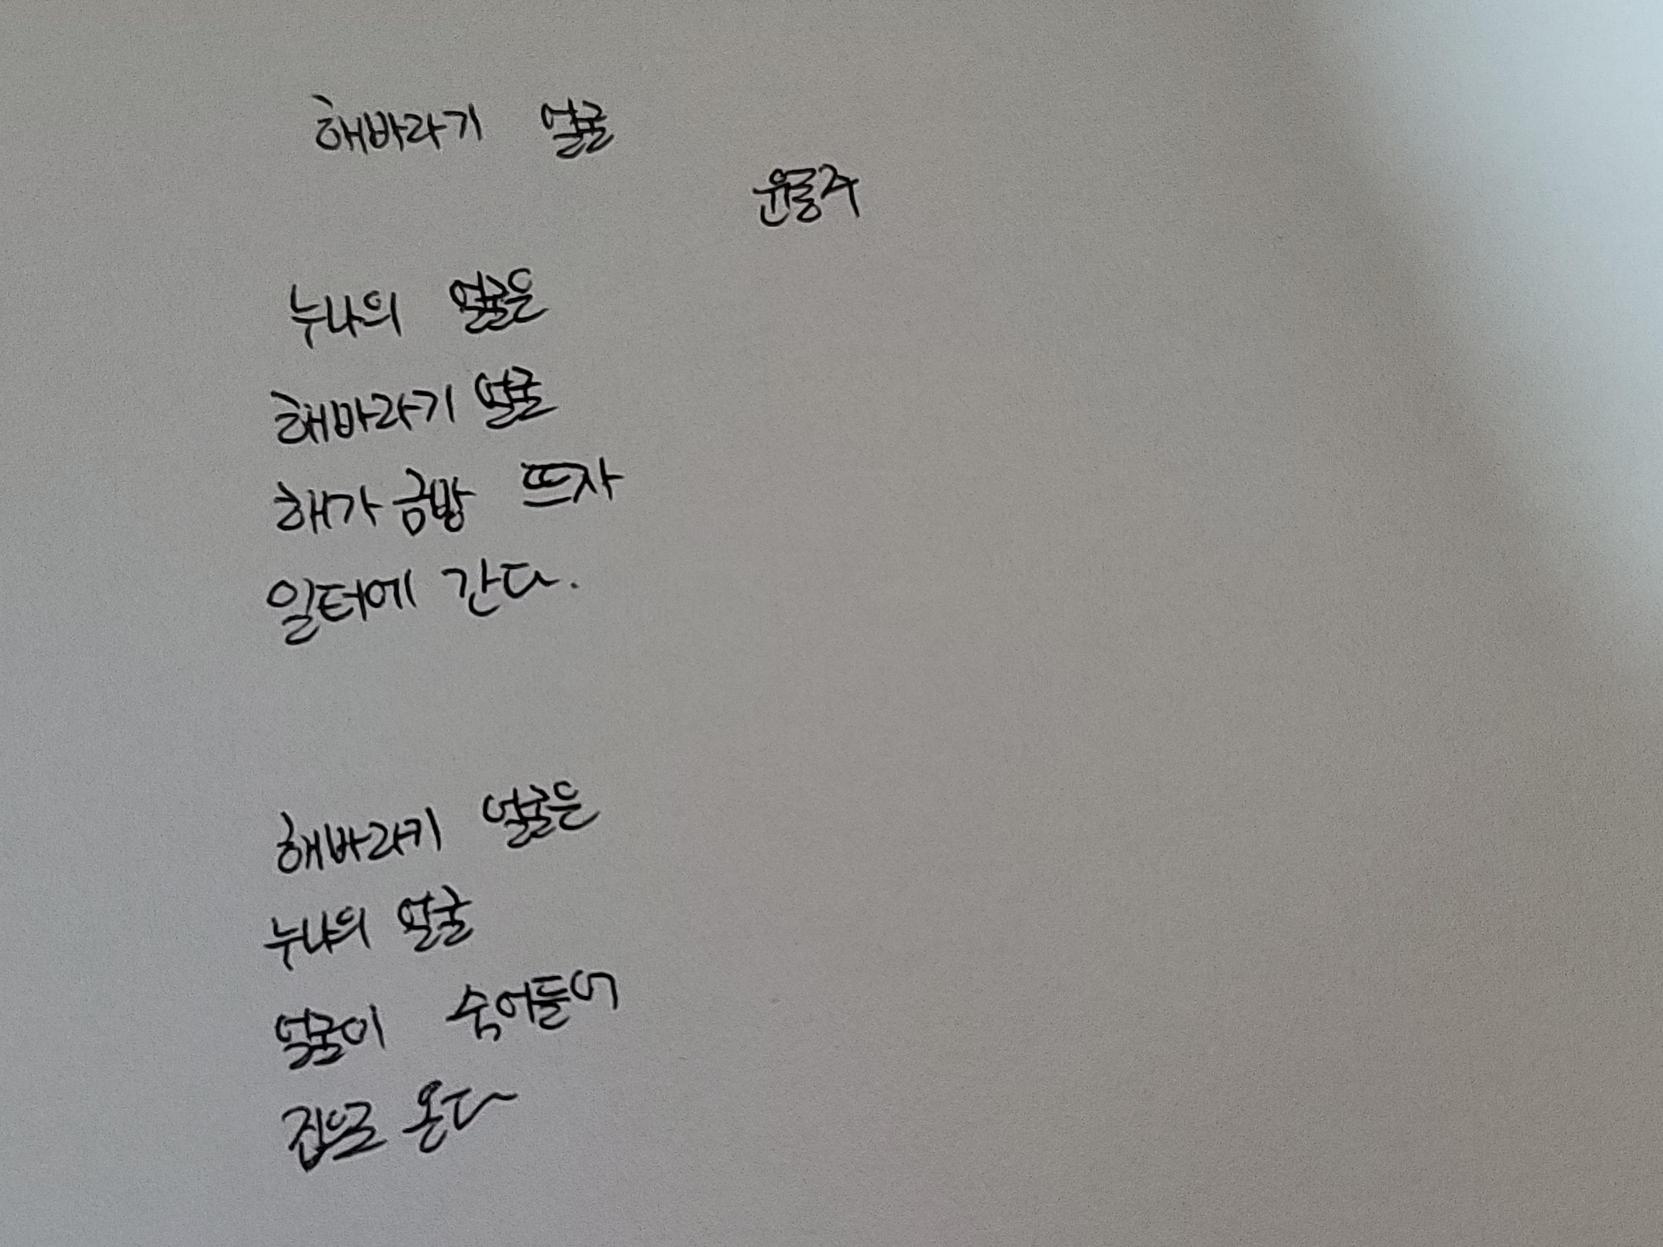 해바라기 얼굴
윤동주
누나의 얼굴은
해바라기 얼굴
해가 금방 뜨자
일터에 간다.
해바라기 얼굴은
누나의 얼굴
얼굴이 숙어들어
집으로 온다